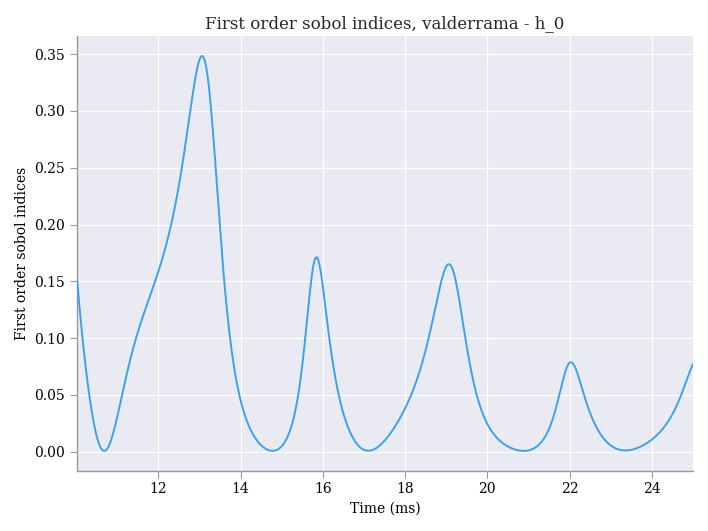 First order sobol indices, valderrama - h_0
0.35
0.30
0.25
0.20
0.15
0.10
0.05
0.00
First order sobol indices
12 14 16 18 20 22 24
Time (ms)